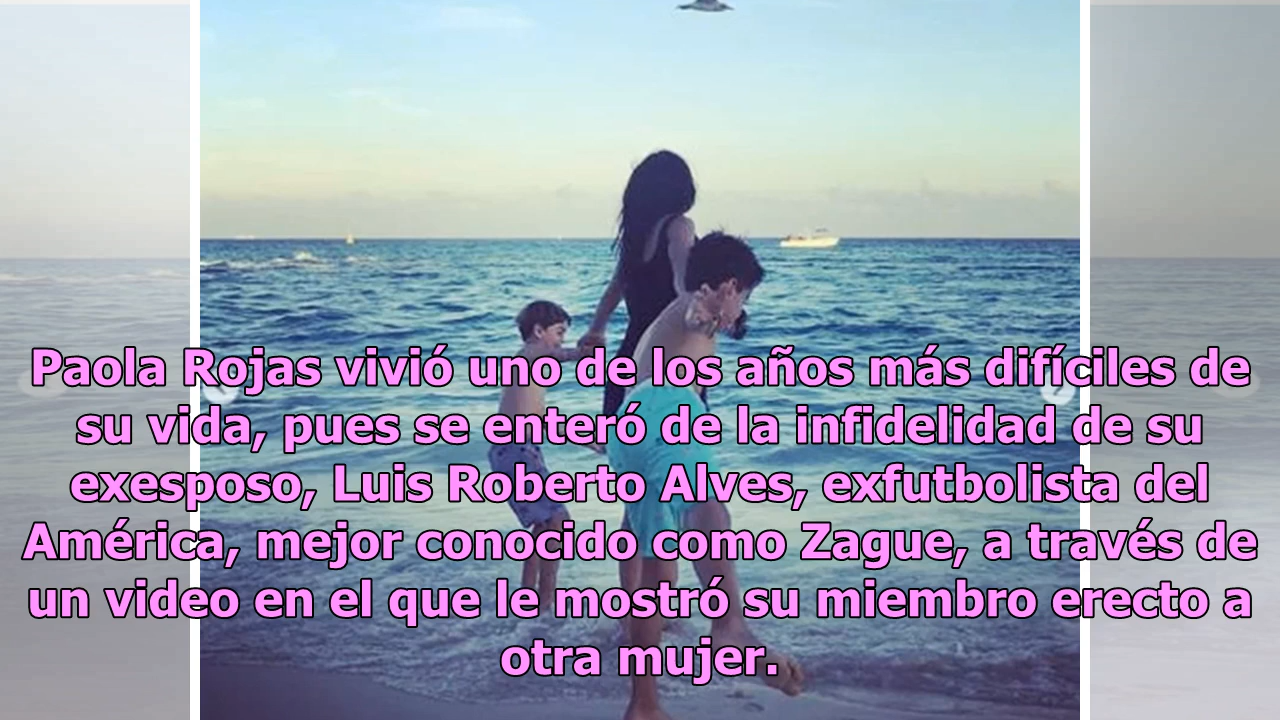 Paola Rojas vivió uno de los años más difíciles de
su vida, pues se enteró de la infidelidad de su
exesposo, Luis Roberto Alves, exfutbolista del
América, mejor conocido como Zague, a través de
un video en el que le mostró su miembro erecto a
otra mujer.